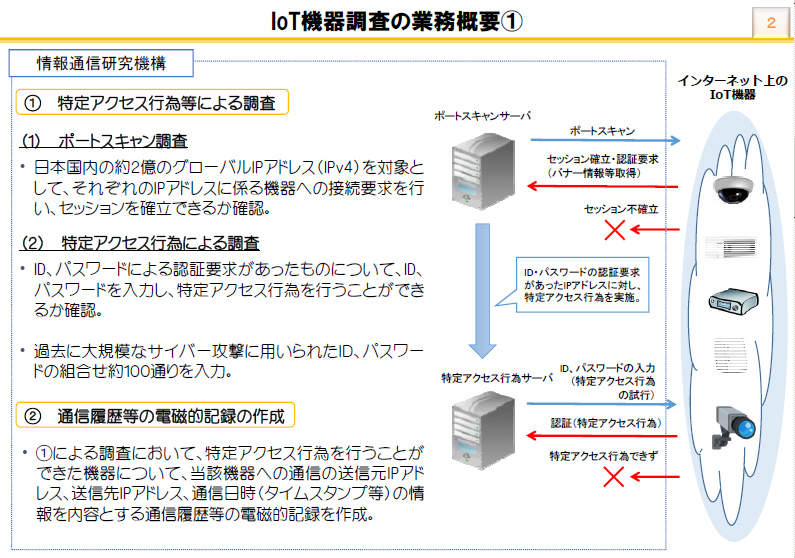 IoT機器調査の業務概要①
2
情報通信研究機構
① 特定アクセス行為等による調査
(1) ポートスキャン調査
・ 日本国内の約2億のグローバルIPアドレス(IPv4)を対象と
して、それぞれのIPアドレスに係る機器への接続要求を行
い、セッションを確立できるか確認。
(2) 特定アクセス行為による調査
・ ID、パスワードによる認証要求があったものについて、ID、
パスワードを入力し、特定アクセス行為を行うことができ
るか確認。
・ 過去に大規模なサイバー攻撃に用いられたID、パスワー
ドの組合せ約100通りを入力。
② 通信履歴等の電磁的記録の作成
・ ①による調査において、特定アクセス行為を行うことが
できた機器について、当該機器への通信の送信元IPアド
レス、送信先IPアドレス、通信日時(タイムスタンプ等)の情
報を内容とする通信履歴等の電磁的記録を作成。
インターネット上の
IoT機器
ポートスキャンサーバ
ポートスキャン
セッション確立・認証要求
(バナー情報等取得)
セッション不確立
ID・パスワードの認証要求
があったIPアドレスに対し、
特定アクセス行為を実施。
特定アクセス行為サーバ
ID、パスワードの入力
(特定アクセス行為
の試行)
認証(特定アクセス行為)
特定アクセス行為できず